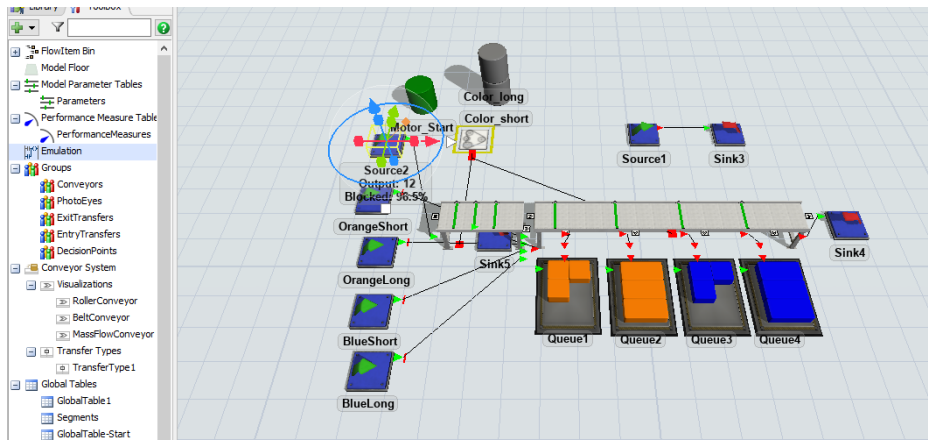 Library
Toolbox
FlowItem Bin
Model Floor
Model Parameter Tables
Parameters
Performance Measure Table
PerformanceMeasures
Emulation
Groups
Conveyors
PhotoEyes
ExitTransfers
EntryTransfers
DecisionPoints
Conveyor System
Visualizations
RollerConveyor
BeltConveyor
MassFlowConveyor
Transfer Types
TransferType1
Global Tables
GlobalTable1
Segments
GlobalTable-Start
Color_long
Color_short
Motor_Start
Source2
Output: 12
Blocked: 96.5%
Source1
Sink3
OrangeShort
OrangeLong
Sink5
Sink4
BlueShort
BlueLong
Queue1
Queue2
Queue3
Queue4